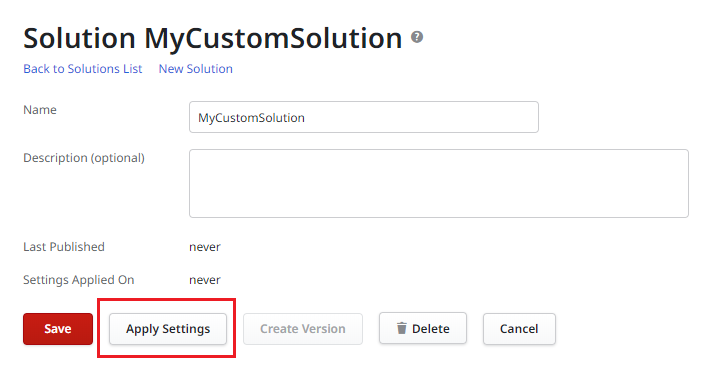 Solution MyCustomSolution ?
Back to Solutions List New Solution
Name MyCustomSolution
Description (optional)
Last Published never
Settings Applied On never
Save Apply Settings Create Version Delete Cancel